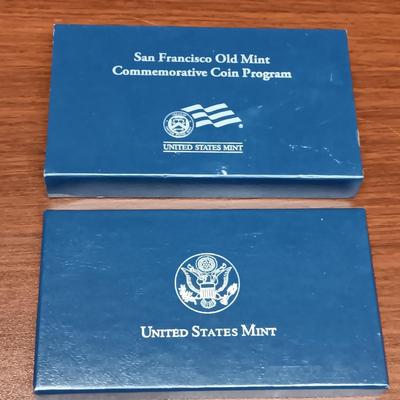 San Francisco Old Mint
Commemorative Coin Program
UNITED STATES MINT
UNITED STATES MINT